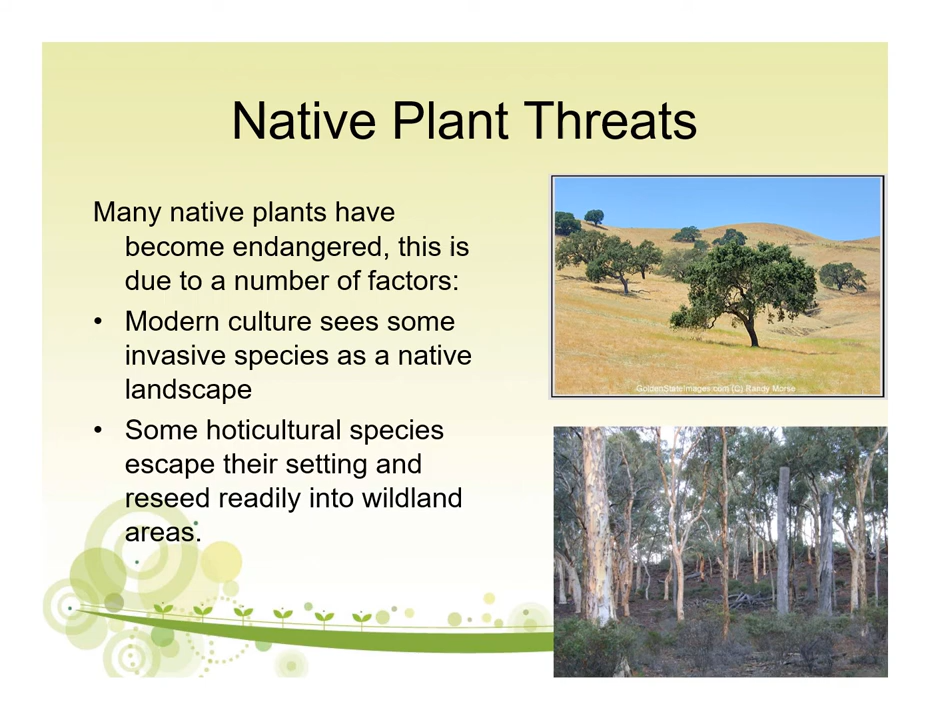 Native Plant Threats
Many native plants have
become endangered, this is
due to a number of factors:
• Modern culture sees some
invasive species as a native
landscape
• Some hoticultural species
escape their setting and
reseed readily into wildland
areas.
GoldenStateImages.com (C) Randy Morse